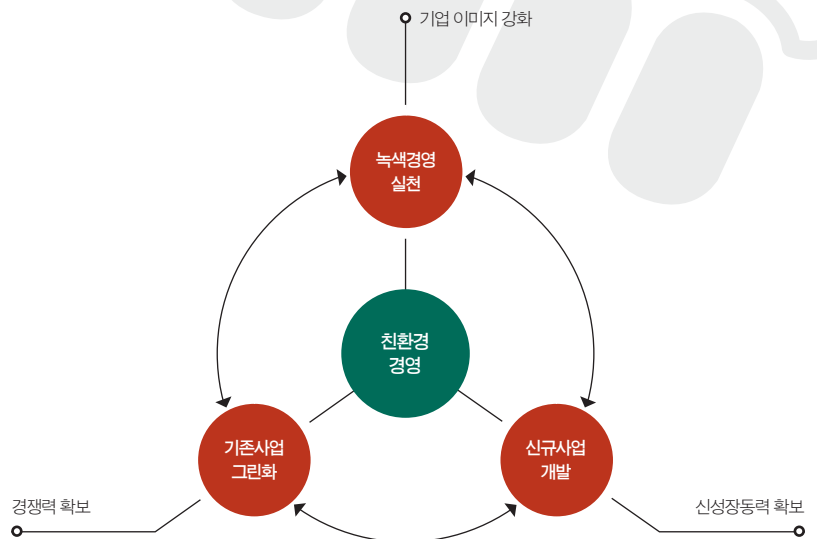 기업 이미지 강화
녹색경영
실천
친환경
경영
기존사업
그린화
신규사업
개발
경쟁력 확보
신성장동력 확보